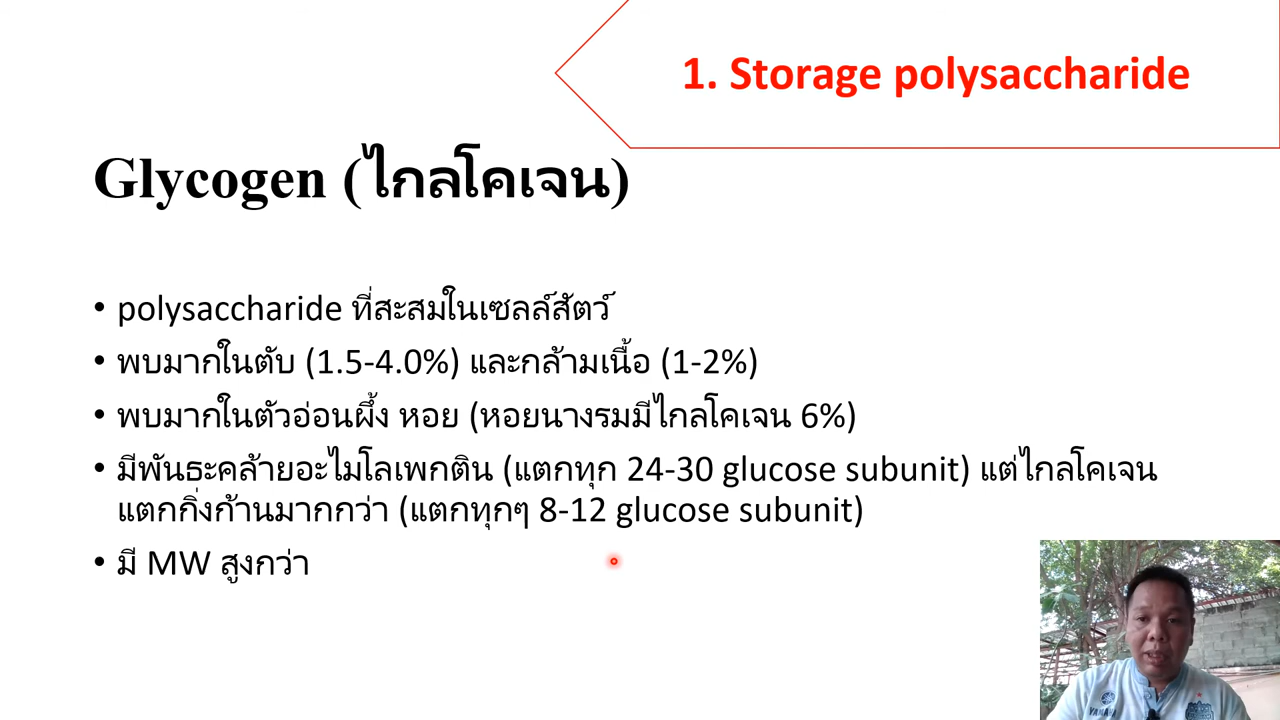 1. Storage polysaccharide
Glycogen (ไกลโคเจน)
• polysaccharide ที่สะสมในเซลล์สัตว์
• พบมากในตับ (1.5-4.0%) และกล้ามเนื้อ (1-2%)
• พบมากในตัวอ่อนผึ้ง หอย (หอยนางรมมีไกลโคเจน 6%)
• มีพันธะคล้ายอะไมโลเพกติน (แตกทุก 24-30 glucose subunit) แต่ไกลโคเจน
แตกกิ่งก้านมากกว่า (แตกทุกๆ 8-12 glucose subunit)
• มี MW สูงกว่า
YAMAHA